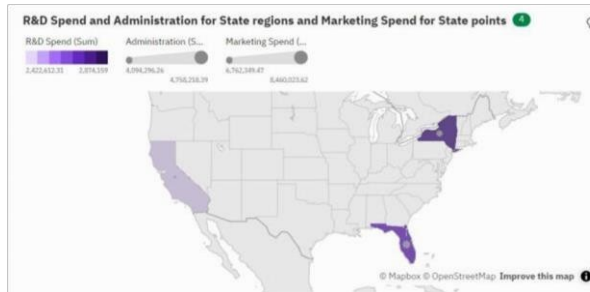 R&D Spend and Administration for State regions and Marketing Spend for State points 4
R&D Spend (Sum) Administration (S... Marketing Spend (...
2,422,612.31 3,874,159 4,094,296.26 4,758,258.39 6,762,349.47 8,460,023.62
© Mapbox © OpenStreetMap Improve this map